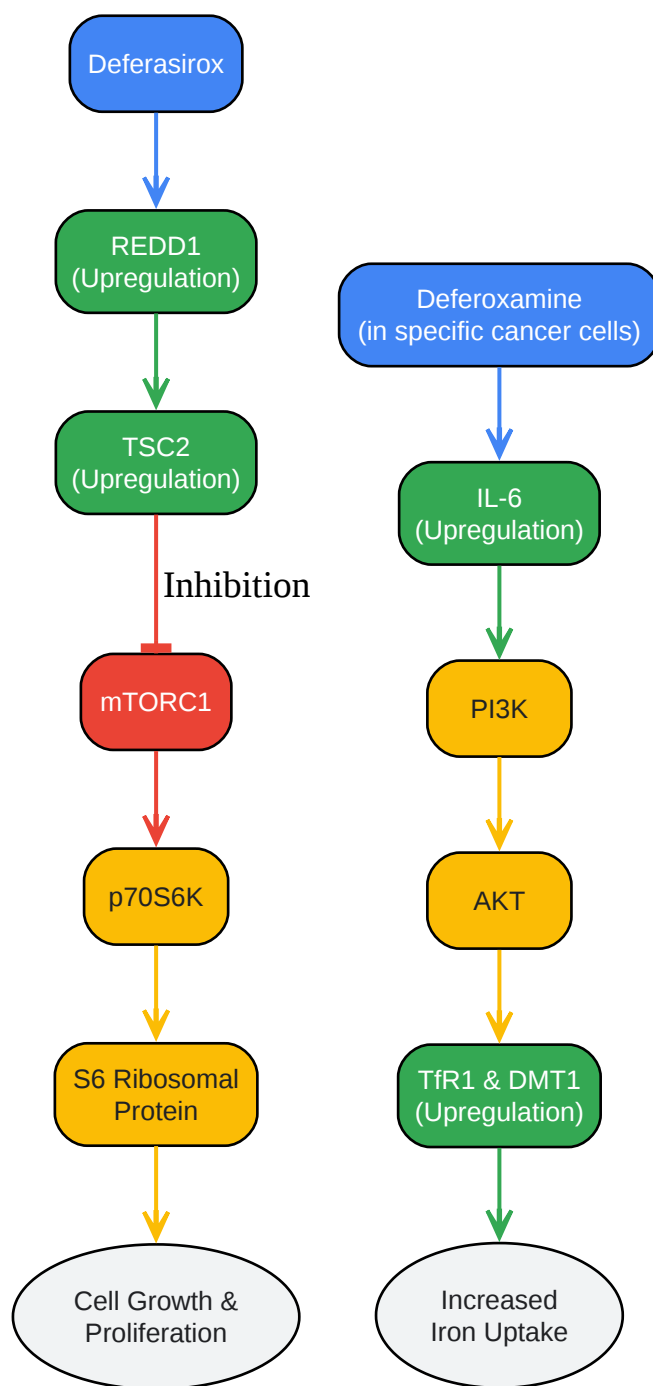 Deferasirox
REDD1
(Upregulation)
TSC2
(Upregulation)
Inhibition
mTORC1
p70S6K
S6 Ribosomal
Protein
Cell Growth &
Proliferation
Deferoxamine
(in specific cancer cells)
IL-6
(Upregulation)
PI3K
AKT
TfR1 & DMT1
(Upregulation)
Increased
Iron Uptake